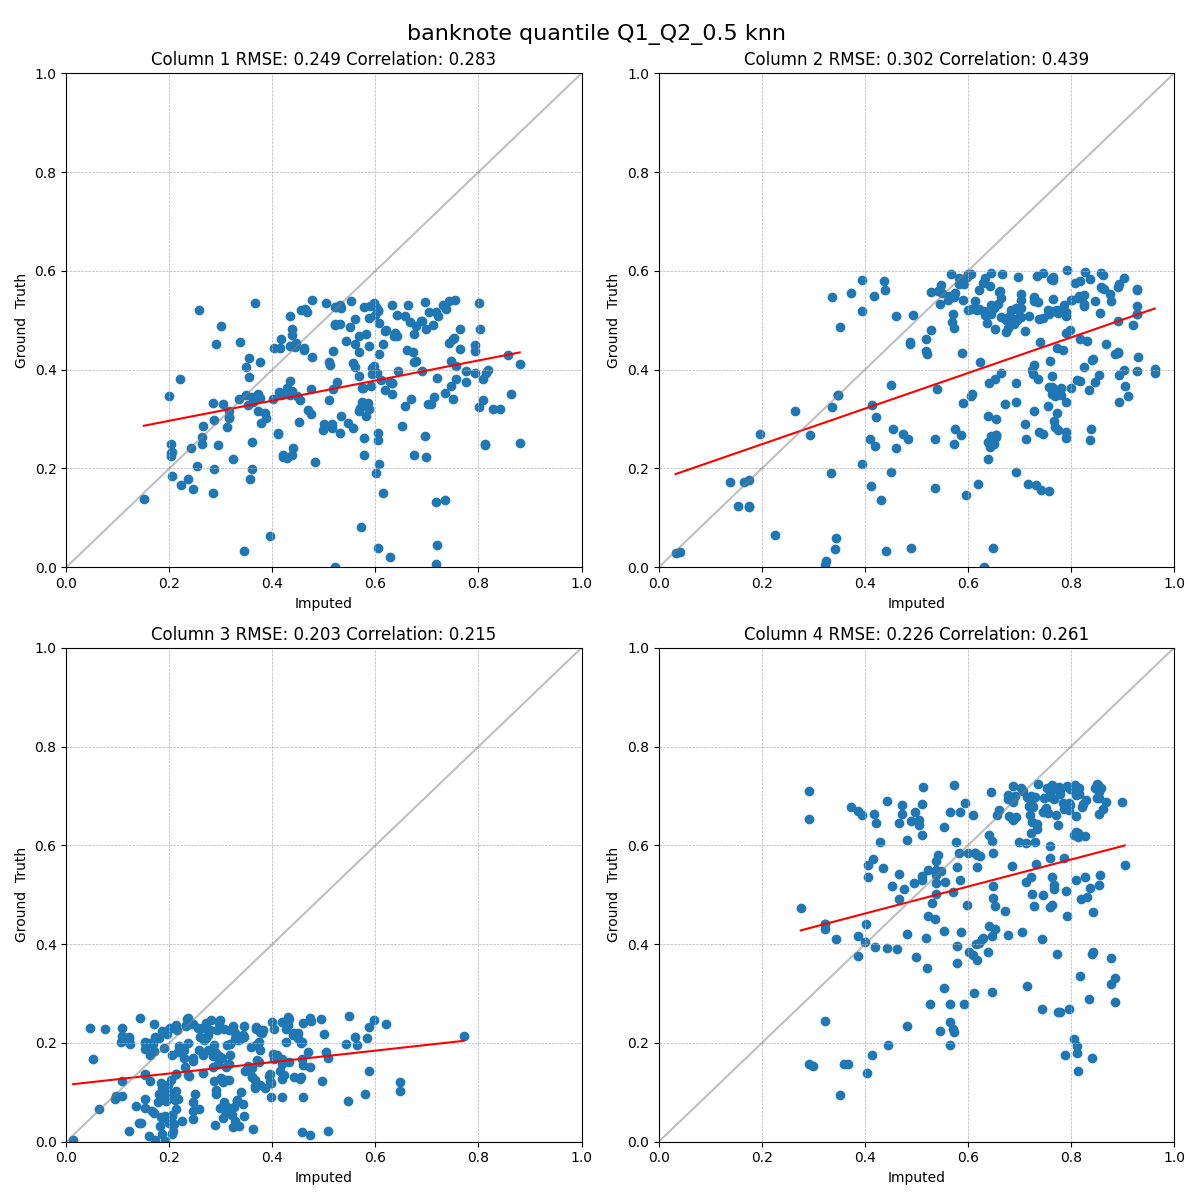 banknote quantile Q1_Q2_0.5 knn
Column 1 RMSE: 0.249 Correlation: 0.283
1.0
0.8
0.6
0.4
0.2
0.0
Ground Truth
0.0 0.2 0.4 0.6 0.8 1.0
Imputed
Column 2 RMSE: 0.302 Correlation: 0.439
1.0
0.8
0.6
0.4
0.2
0.0
Ground Truth
0.0 0.2 0.4 0.6 0.8 1.0
Imputed
Column 3 RMSE: 0.203 Correlation: 0.215
1.0
0.8
0.6
0.4
0.2
0.0
Ground Truth
0.0 0.2 0.4 0.6 0.8 1.0
Imputed
Column 4 RMSE: 0.226 Correlation: 0.261
1.0
0.8
0.6
0.4
0.2
0.0
Ground Truth
0.0 0.2 0.4 0.6 0.8 1.0
Imputed